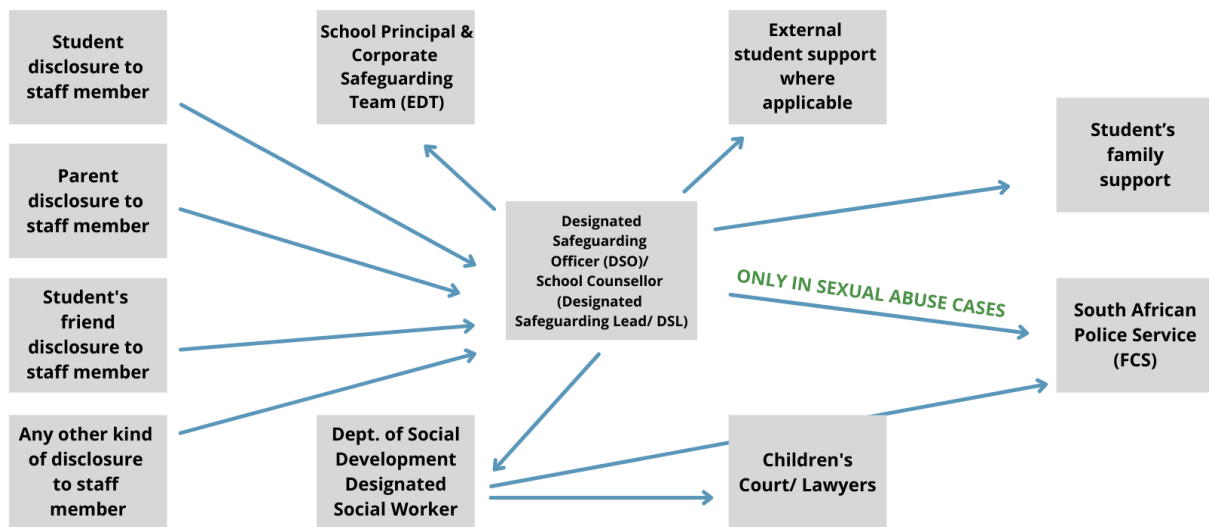 Student
disclosure to
staff member
Parent
disclosure to
staff member
Student's
friend
disclosure to
staff member
Any other kind
of disclosure
to staff
member
School Principal &
Corporate
Safeguarding
Team (EDT)
Designated
Safeguarding
Officer (DSO)/
School Counsellor
(Designated
Safeguarding Lead/ DSL)
Dept. of Social
Development
Designated
Social Worker
External
student support
where
applicable
Student’s
family
support
ONLY IN SEXUAL ABUSE CASES
South African
Police Service
(FCS)
Children's
Court/ Lawyers